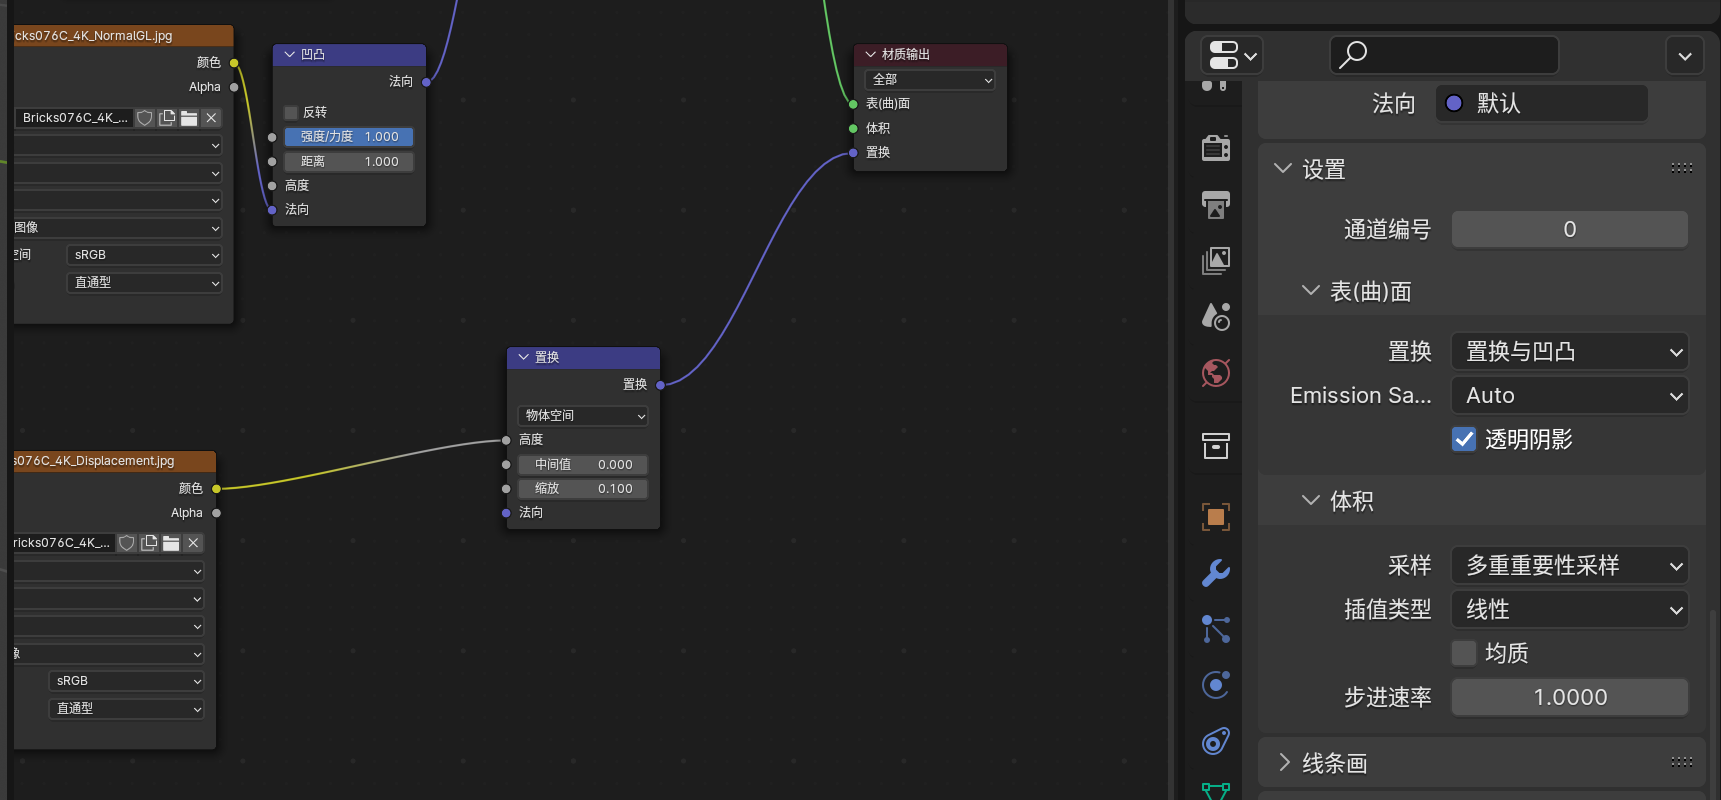 cks076C_4K_NormalGL.jpg
颜色
Alpha
Bricks076C_4K_...
图像
空间
sRGB
直通型
凹凸
法向
反转
强度/力度 1.000
距离 1.000
高度
法向
材质输出
全部
表(曲)面
体积
置换
置换
置换
物体空间
高度
中间值 0.000
缩放 0.100
法向
s076C_4K_Displacement.jpg
颜色
Alpha
ricks076C_4K_...
像
sRGB
直通型
法向 默认
设置
通道编号 0
表(曲)面
置换 置换与凹凸
Emission Sa... Auto
透明阴影
体积
采样 多重重要性采样
插值类型 线性
均质
步进速率 1.0000
线条画